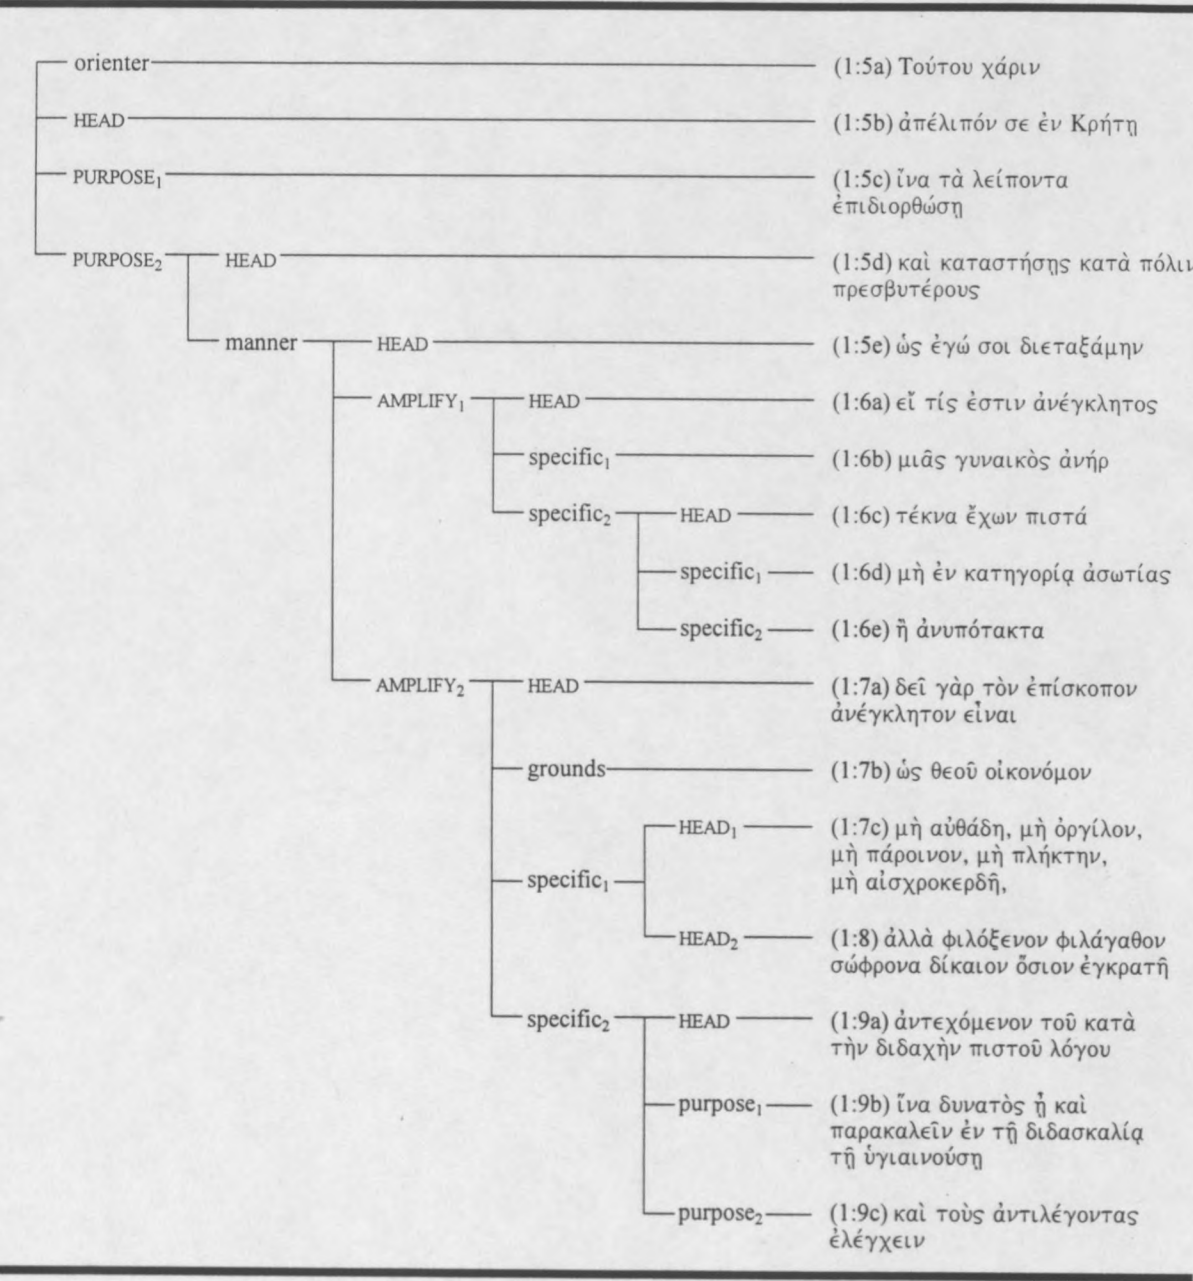 orienter (1:5a) Τούτου χάριν
HEAD (1:5b) ἀπέλιπόν σε ἐν Κρήτῃ
PURPOSE₁ (1:5c) ἵνα τὰ λείποντα
ἐπιδιορθώσῃ
PURPOSE₂ HEAD (1:5d) καὶ καταστήσῃς κατὰ πόλιν
πρεσβυτέρους
manner HEAD (1:5e) ὡς ἐγώ σοι διεταξάμην
AMPLIFY₁ HEAD (1:6a) εἴ τίς ἐστιν ἀνέγκλητος
specific₁ (1:6b) μιᾶς γυναικὸς ἀνήρ
specific₂ HEAD (1:6c) τέκνα ἔχων πιστά
specific₁ (1:6d) μὴ ἐν κατηγορίᾳ ἀσωτίας
specific₂ (1:6e) ἢ ἀνυπότακτα
AMPLIFY₂ HEAD (1:7a) δεῖ γὰρ τὸν ἐπίσκοπον
ἀνέγκλητον εἶναι
grounds (1:7b) ὡς θεοῦ οἰκονόμον
HEAD₁ (1:7c) μὴ αὐθάδη, μὴ ὀργίλον,
μὴ πάροινον, μὴ πλήκτην,
specific₁ μὴ αἰσχροκερδῆ,
HEAD₂ (1:8) ἀλλὰ φιλόξενον φιλάγαθον
σώφρονα δίκαιον ὅσιον ἐγκρατῆ
specific₂ HEAD (1:9a) ἀντεχόμενον τοῦ κατὰ
τὴν διδαχὴν πιστοῦ λόγου
purpose₁ (1:9b) ἵνα δυνατὸς ᾖ καὶ
παρακαλεῖν ἐν τῇ διδασκαλίᾳ
τῇ ὑγιαινούσῃ
purpose₂ (1:9c) καὶ τοὺς ἀντιλέγοντας
ἐλέγχειν